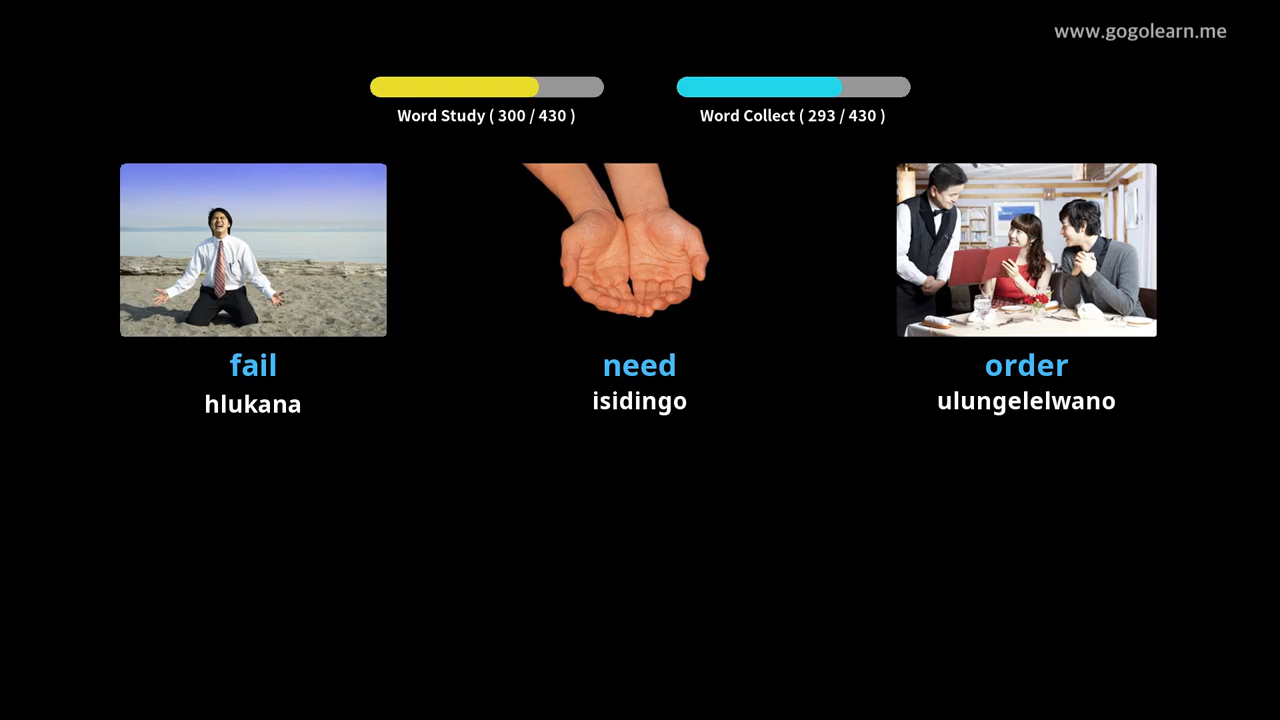 www.gogolearn.me
Word Study ( 300 / 430 )
Word Collect ( 293 / 430 )
fail
need
order
hlukana
isidingo
ulungelelwano